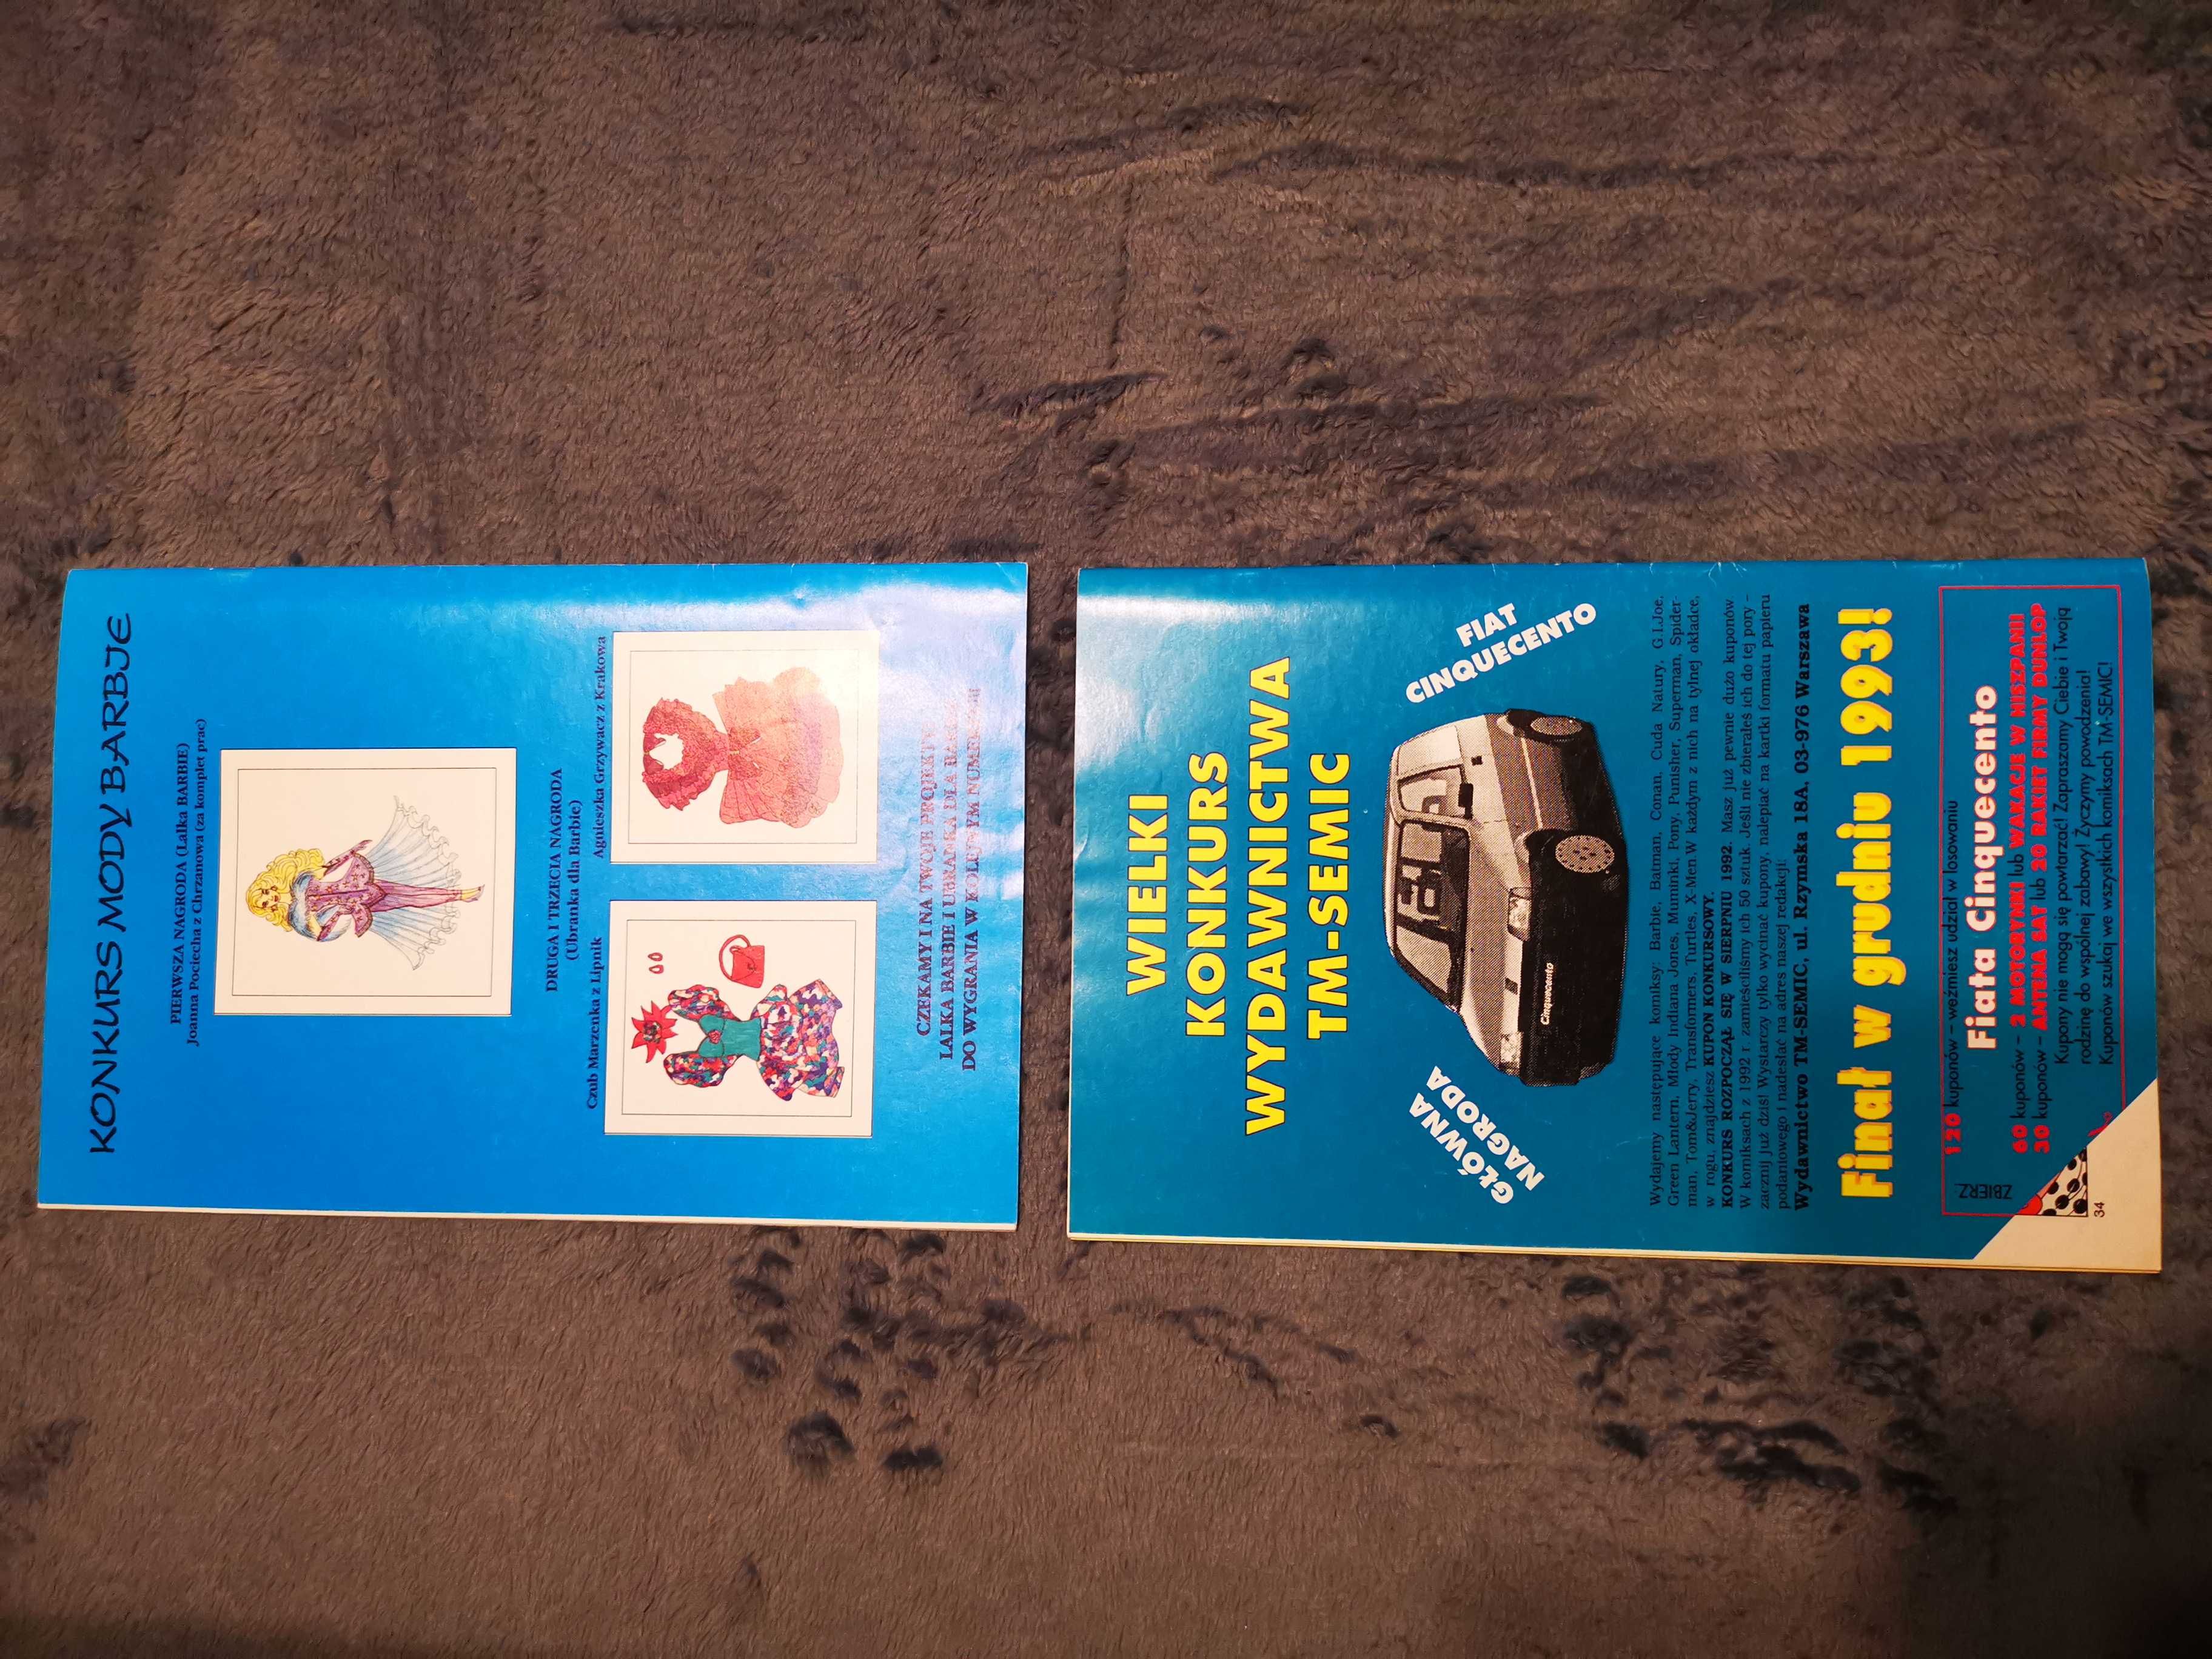 KONKURS MODY BARBIE
PIERWSZA NAGRODA (Lalka BARBIE)
Joanna Pociecha z Chrzanowa (za komplet prac)
DRUGA I TRZECIA NAGRODA
(Ubranka dla Barbie)
Czub Marzenka z Lipnik
Agnieszka Grzywacz z Krakowa
CZEKAMY I NA TWOJE PROJEKTY
LALKA BARBIE I UBRANKA DLA BARBIE
DO WYGRANIA W KOLEJNYM NUMERZE!
WIELKI
KONKURS
WYDAWNICTWA
TM-SEMIC
GŁÓWNA
NAGRODA
FIAT
CINQUECENTO
Cinquecento
Wydajemy następujące komiksy: Barbie, Batman, Conan, Cuda Natury, G.I.Joe,
Green Lantern, Młody Indiana Jones, Muminki, Pony, Punisher, Superman, Spider-
man, Tom&Jerry, Transformers, Turtles, X-Men W każdym z nich na tylnej okładce,
w rogu, znajdziesz KUPON KONKURSOWY.
KONKURS ROZPOCZĄŁ SIĘ W SIERPNIU 1992. Masz już pewnie dużo kuponów.
W komiksach z 1992 r. zamieściliśmy ich 50 sztuk. Jeśli nie zbierałeś ich do tej pory –
zacznij już dziś! Wystarczy tylko wycinać kupony, nalepiać na kartki formatu papieru
podaniowego i nadesłać na adres naszej redakcji:
Wydawnictwo TM-SEMIC, ul. Rzymska 18A, 03-976 Warszawa
Finał w grudniu 1993!
ZBIERZ:
120 kuponów – weźmiesz udział w losowaniu
Fiata Cinquecento
60 kuponów – 2 MOTORYNKI lub WAKACJE W HISZPANII
30 kuponów – ANTENA SAT lub 20 RAKIET FIRMY DUNLOP
Kupony nie mogą się powtarzać! Zapraszamy Ciebie i Twoją
rodzinę do wspólnej zabawy! Życzymy powodzenia!
Kuponów szukaj we wszystkich komiksach TM-SEMIC!
34